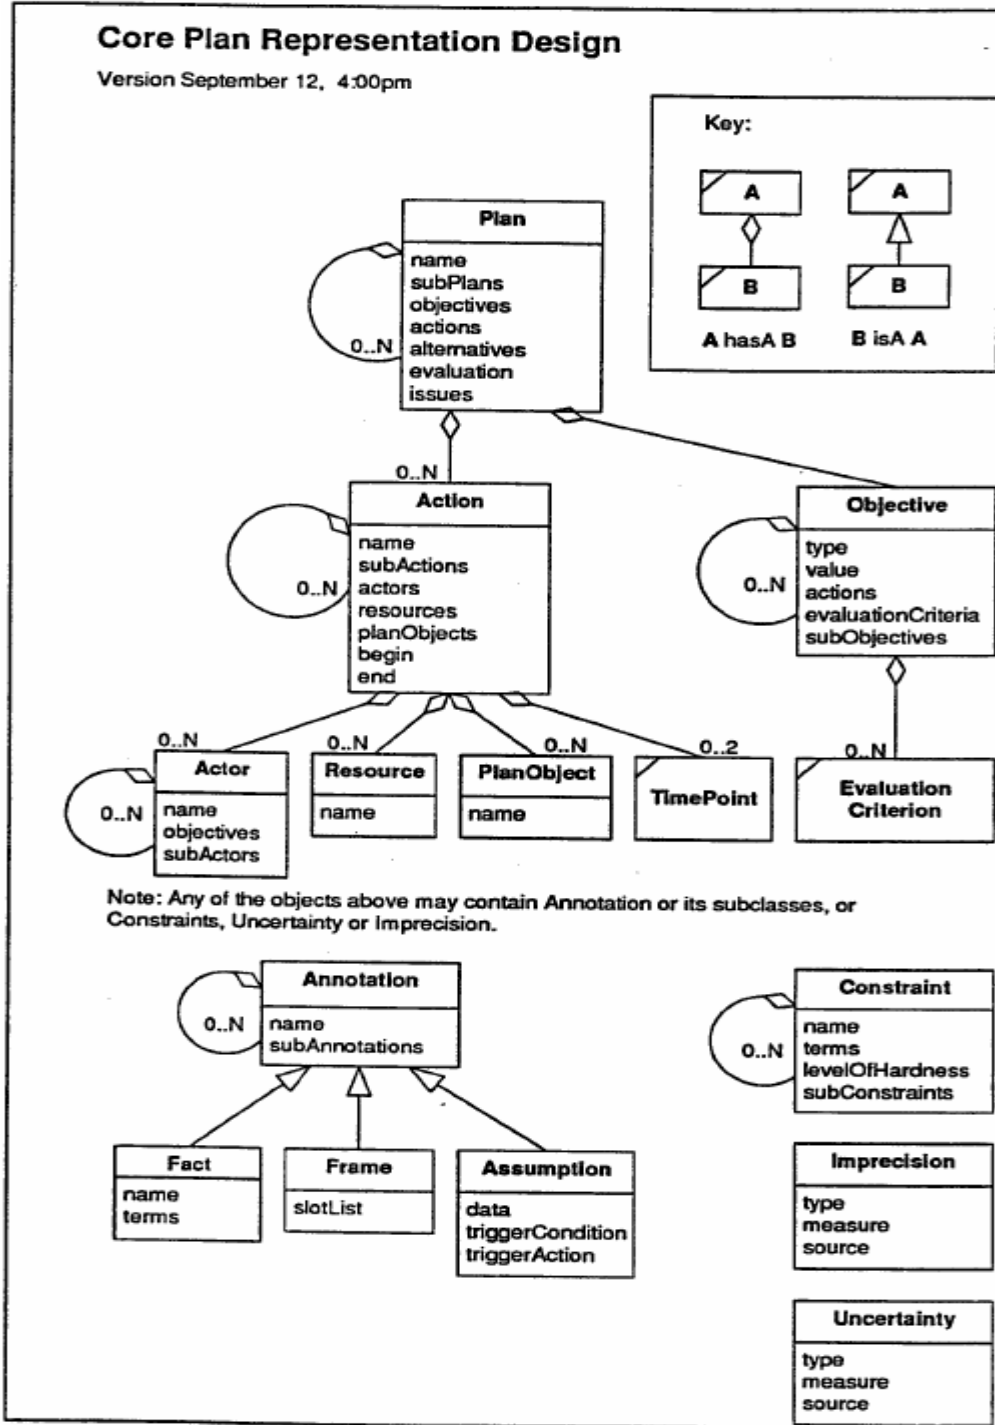 Core Plan Representation Design
Version September 12, 4:00pm
Key:
A
A
B
B
A hasA B
B isA A
Plan
name
subPlans
objectives
actions
alternatives
evaluation
issues
0..N
0..N
Action
name
subActions
actors
resources
planObjects
begin
end
0..N
Objective
type
value
actions
evaluationCriteria
subObjectives
0..N
0..N
0..N
0..N
0..2
0..N
Actor
name
objectives
subActors
0..N
Resource
name
PlanObject
name
TimePoint
Evaluation
Criterion
Note: Any of the objects above may contain Annotation or its subclasses, or
Constraints, Uncertainty or Imprecision.
Annotation
name
subAnnotations
0..N
Constraint
name
terms
levelOfHardness
subConstraints
0..N
Fact
name
terms
Frame
slotList
Assumption
data
triggerCondition
triggerAction
Imprecision
type
measure
source
Uncertainty
type
measure
source